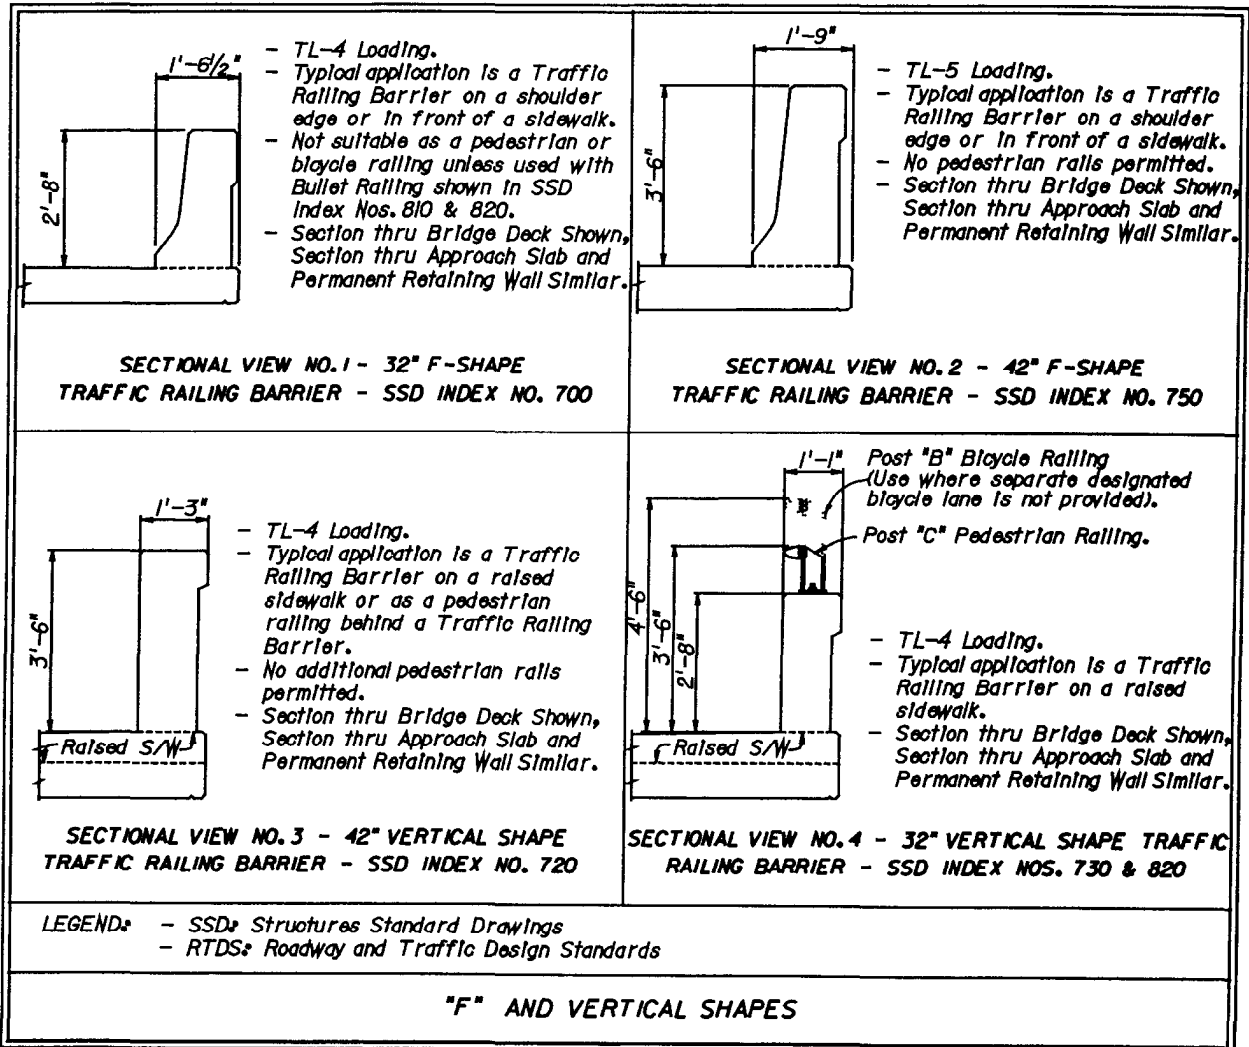 1'-6 1/2"
2'-8"
- TL-4 Loading.
- Typical application is a Traffic
Railing Barrier on a shoulder
edge or in front of a sidewalk.
- Not suitable as a pedestrian or
bicycle railing unless used with
Bullet Railing shown in SSD
Index Nos. 810 & 820.
- Section thru Bridge Deck Shown,
Section thru Approach Slab and
Permanent Retaining Wall Similar.
SECTIONAL VIEW NO. 1 - 32" F-SHAPE
TRAFFIC RAILING BARRIER - SSD INDEX NO. 700
1'-9"
3'-6"
- TL-5 Loading.
- Typical application is a Traffic
Railing Barrier on a shoulder
edge or in front of a sidewalk.
- No pedestrian rails permitted.
- Section thru Bridge Deck Shown,
Section thru Approach Slab and
Permanent Retaining Wall Similar.
SECTIONAL VIEW NO. 2 - 42" F-SHAPE
TRAFFIC RAILING BARRIER - SSD INDEX NO. 750
1'-3"
3'-6"
Raised S/W
- TL-4 Loading.
- Typical application is a Traffic
Railing Barrier on a raised
sidewalk or as a pedestrian
railing behind a Traffic Railing
Barrier.
- No additional pedestrian rails
permitted.
- Section thru Bridge Deck Shown,
Section thru Approach Slab and
Permanent Retaining Wall Similar.
SECTIONAL VIEW NO. 3 - 42" VERTICAL SHAPE
TRAFFIC RAILING BARRIER - SSD INDEX NO. 720
1'-1"
Post "B" Bicycle Railing
(Use where separate designated
bicycle lane is not provided).
Post "C" Pedestrian Railing.
4'-6"
3'-6"
2'-8"
Raised S/W
- TL-4 Loading.
- Typical application is a Traffic
Railing Barrier on a raised
sidewalk.
- Section thru Bridge Deck Shown,
Section thru Approach Slab and
Permanent Retaining Wall Similar.
SECTIONAL VIEW NO. 4 - 32" VERTICAL SHAPE TRAFFIC
RAILING BARRIER - SSD INDEX NOS. 730 & 820
LEGEND: - SSD: Structures Standard Drawings
- RTDS: Roadway and Traffic Design Standards
"F" AND VERTICAL SHAPES